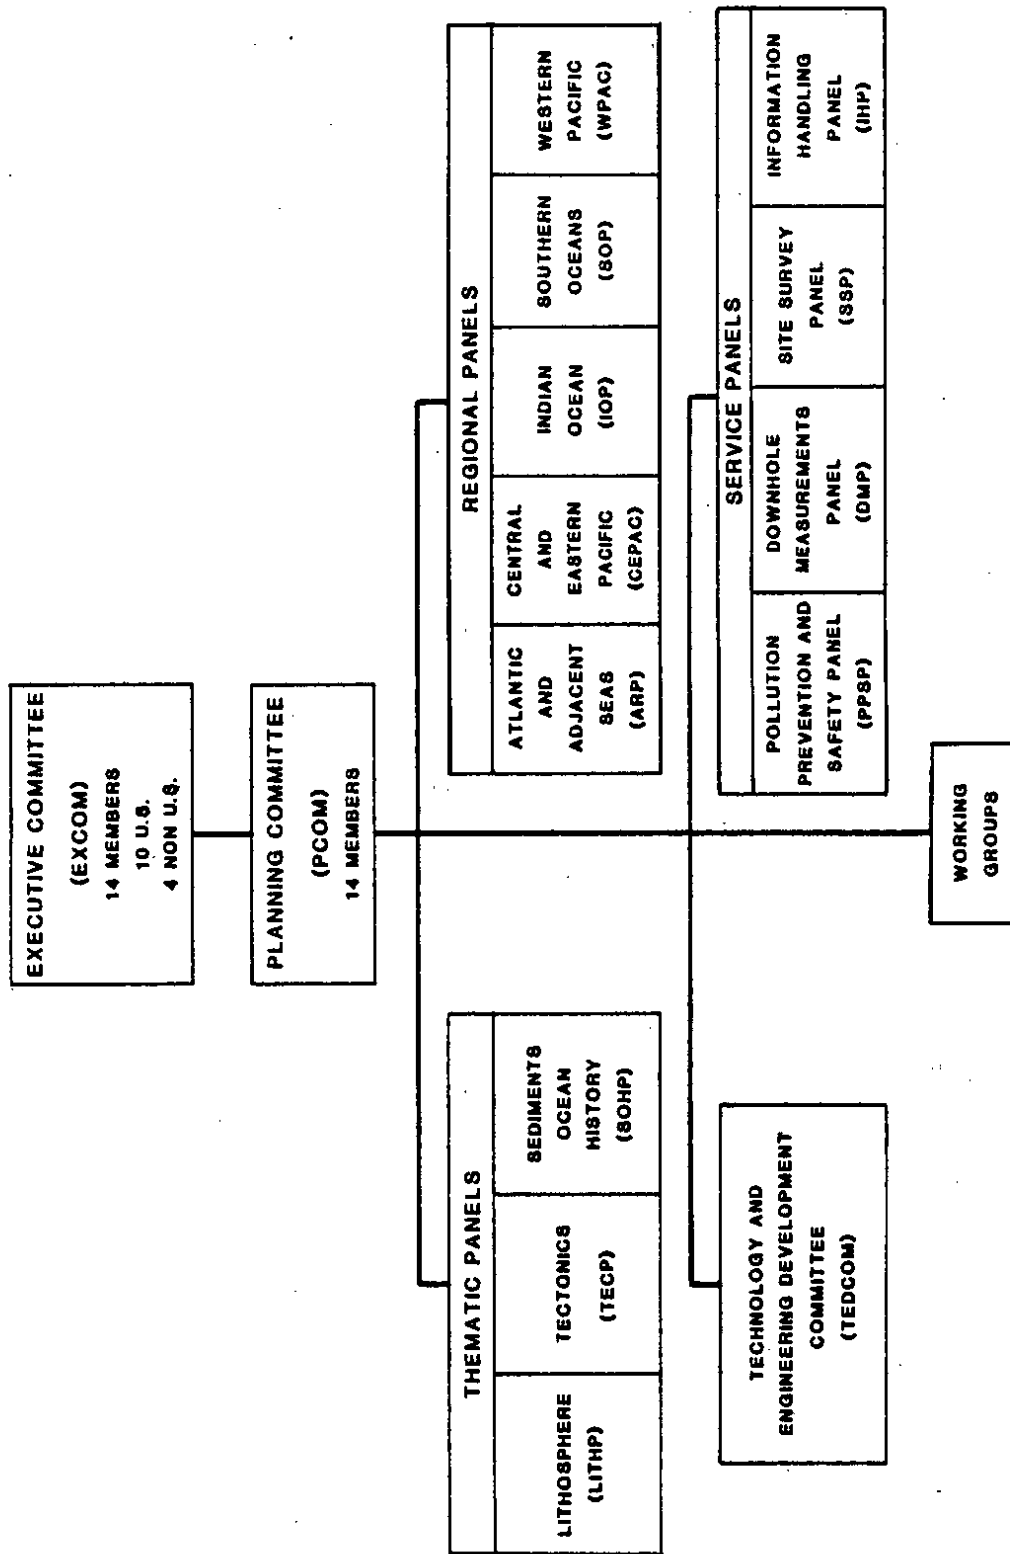 EXECUTIVE COMMITTEE
(EXCOM)
14 MEMBERS
10 U.S.
4 NON U.S.
PLANNING COMMITTEE
(PCOM)
14 MEMBERS
THEMATIC PANELS
LITHOSPHERE
(LITHP)
TECTONICS
(TECP)
SEDIMENTS
OCEAN
HISTORY
(SOHP)
REGIONAL PANELS
ATLANTIC
AND
ADJACENT
SEAS
(ARP)
CENTRAL
AND
EASTERN
PACIFIC
(CEPAC)
INDIAN
OCEAN
(IOP)
SOUTHERN
OCEANS
(SOP)
WESTERN
PACIFIC
(WPAC)
TECHNOLOGY AND
ENGINEERING DEVELOPMENT
COMMITTEE
(TEDCOM)
SERVICE PANELS
POLLUTION
PREVENTION AND
SAFETY PANEL
(PPSP)
DOWNHOLE
MEASUREMENTS
PANEL
(DMP)
SITE SURVEY
PANEL
(SSP)
INFORMATION
HANDLING
PANEL
(IHP)
WORKING
GROUPS